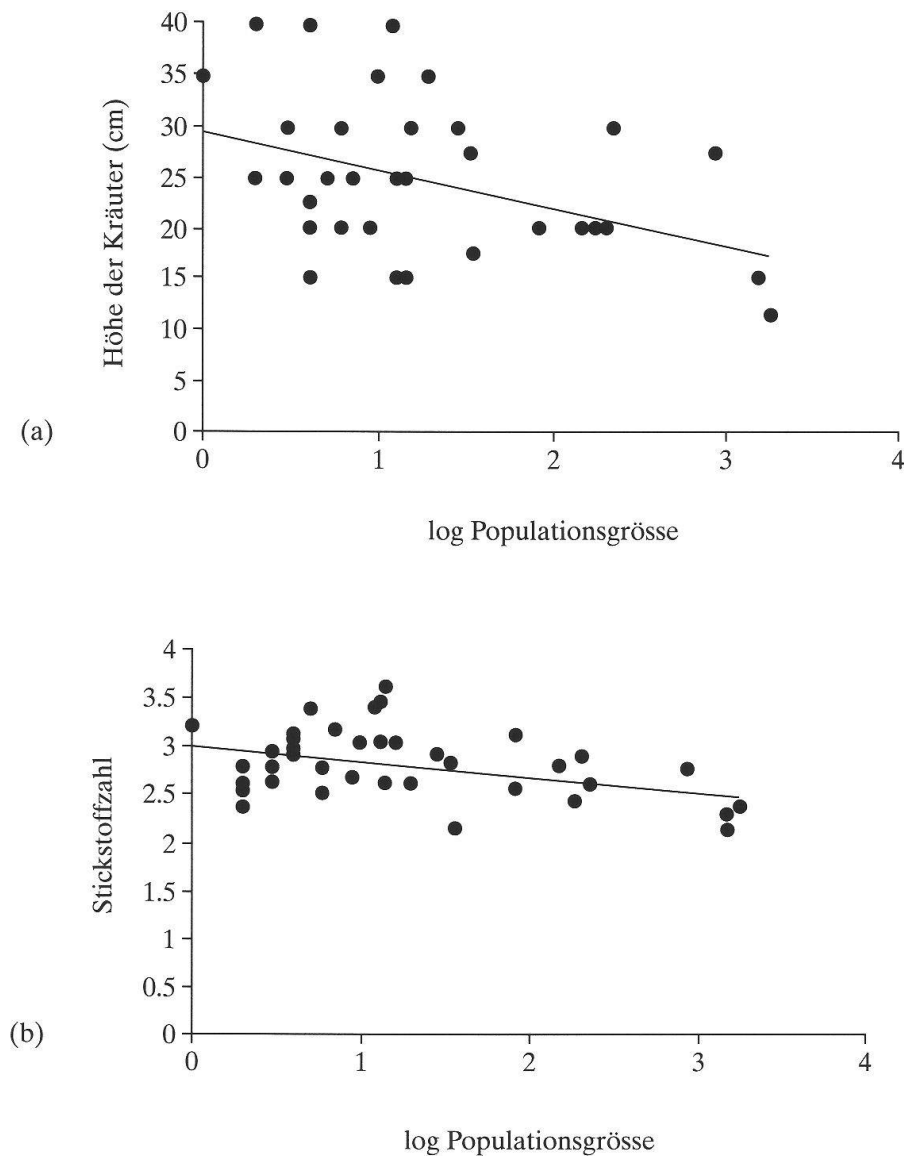 40
35
30
25
20
15
10
5
0
Höhe der Kräuter (cm)
(a)
0 1 2 3 4
log Populationsgrösse
4
3.5
3
2.5
2
1.5
1
0.5
0
Stickstoffzahl
(b)
0 1 2 3 4
log Populationsgrösse